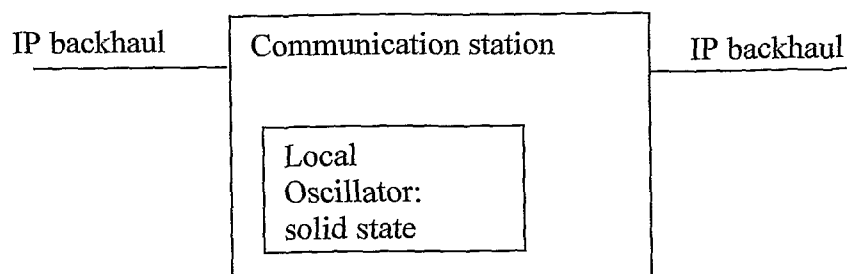 IP backhaul
Communication station
IP backhaul
Local
Oscillator:
solid state